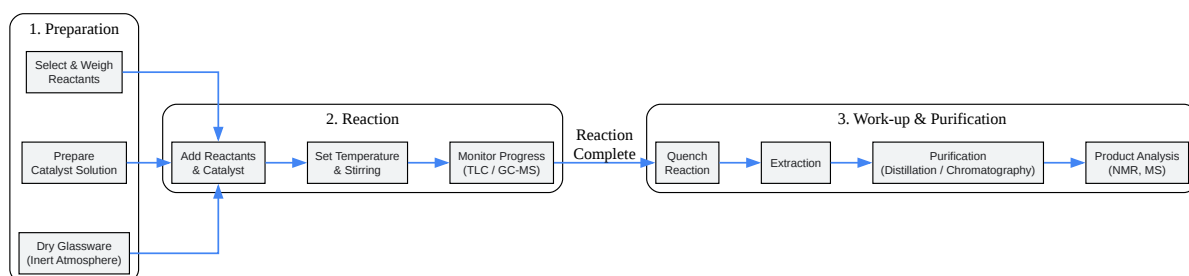 1. Preparation
Select & Weigh
Reactants
Prepare
Catalyst Solution
Dry Glassware
(Inert Atmosphere)
2. Reaction
Add Reactants
& Catalyst
Set Temperature
& Stirring
Monitor Progress
(TLC / GC-MS)
Reaction
Complete
3. Work-up & Purification
Quench
Reaction
Extraction
Purification
(Distillation / Chromatography)
Product Analysis
(NMR, MS)